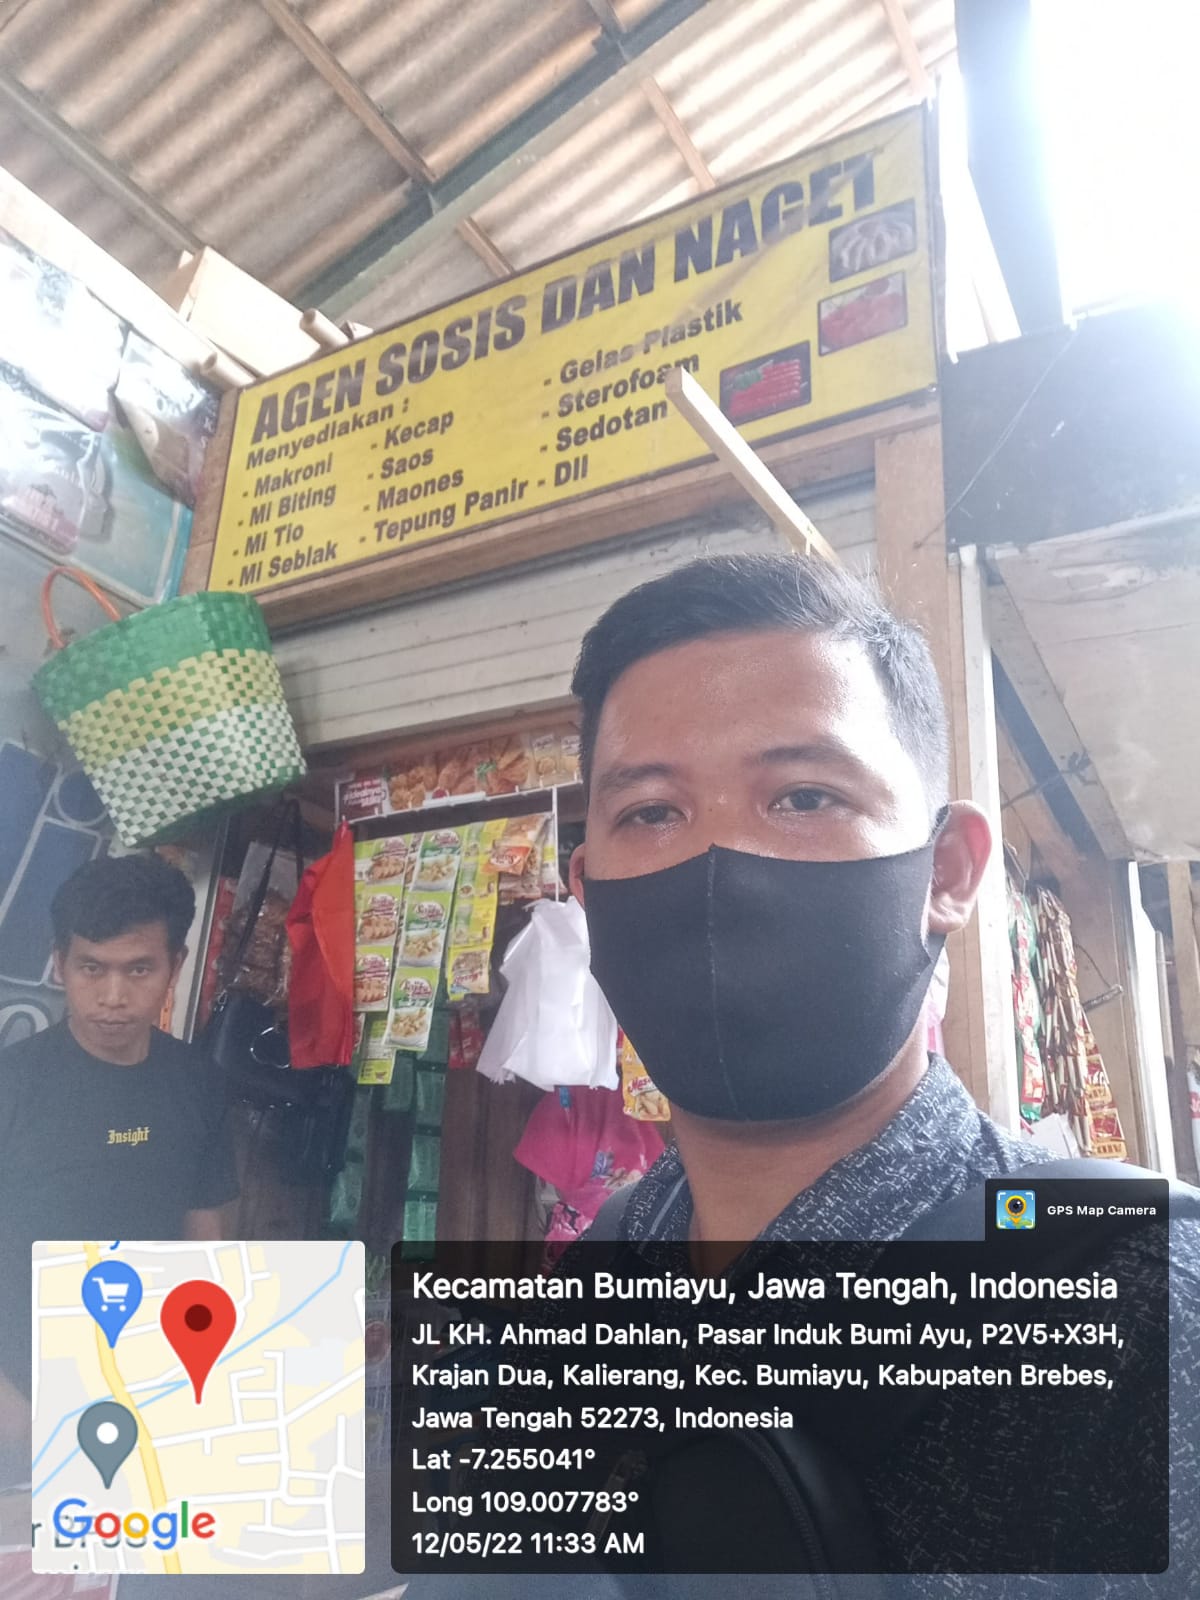 AGEN SOSIS DAN NAGET
Menyediakan :
- Makroni
- Mi Biting
- Mi Tio
- Mi Seblak
- Kecap
- Saos
- Maones
- Tepung Panir
- Gelas Plastik
- Sterofoam
- Sedotan
- Dll
Insight
GPS Map Camera
Kecamatan Bumiayu, Jawa Tengah, Indonesia
JL KH. Ahmad Dahlan, Pasar Induk Bumi Ayu, P2V5+X3H,
Krajan Dua, Kalierang, Kec. Bumiayu, Kabupaten Brebes,
Jawa Tengah 52273, Indonesia
Lat -7.255041°
Long 109.007783°
12/05/22 11:33 AM
Google